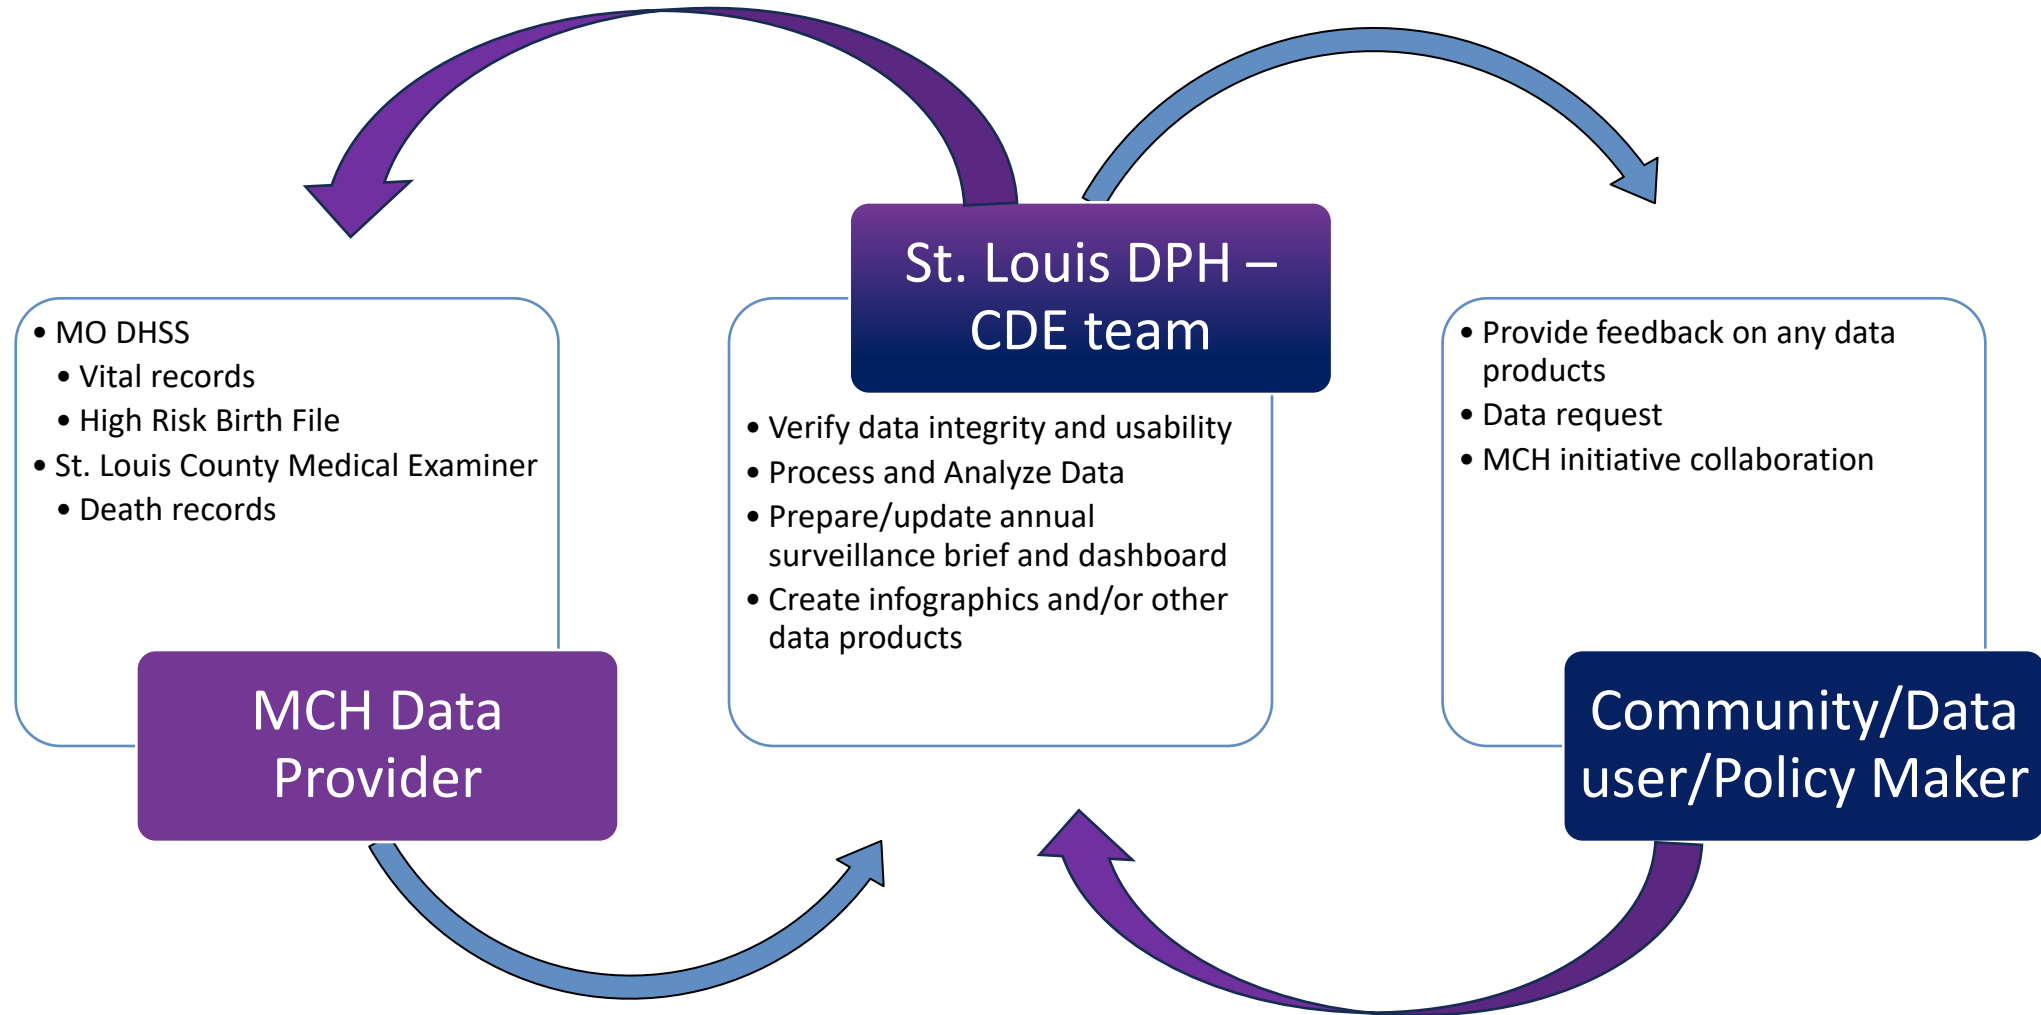 • MO DHSS
• Vital records
• High Risk Birth File
• St. Louis County Medical Examiner
• Death records
MCH Data
Provider
St. Louis DPH –
CDE team
• Verify data integrity and usability
• Process and Analyze Data
• Prepare/update annual
surveillance brief and dashboard
• Create infographics and/or other
data products
• Provide feedback on any data
products
• Data request
• MCH initiative collaboration
Community/Data
user/Policy Maker